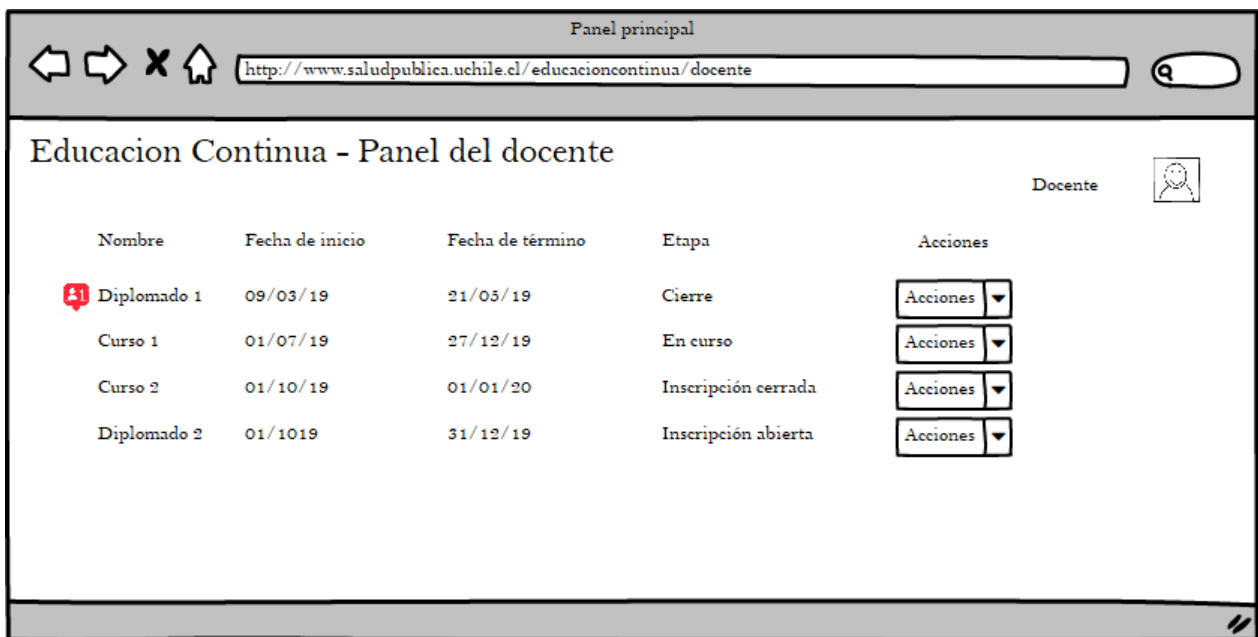 Panel principal
http://www.saludpublica.uchile.cl/educacioncontinua/docente
Educacion Continua - Panel del docente
Docente
Nombre Fecha de inicio Fecha de término Etapa Acciones
1 Diplomado 1 09/03/19 21/05/19 Cierre Acciones
Curso 1 01/07/19 27/12/19 En curso Acciones
Curso 2 01/10/19 01/01/20 Inscripción cerrada Acciones
Diplomado 2 01/1019 31/12/19 Inscripción abierta Acciones